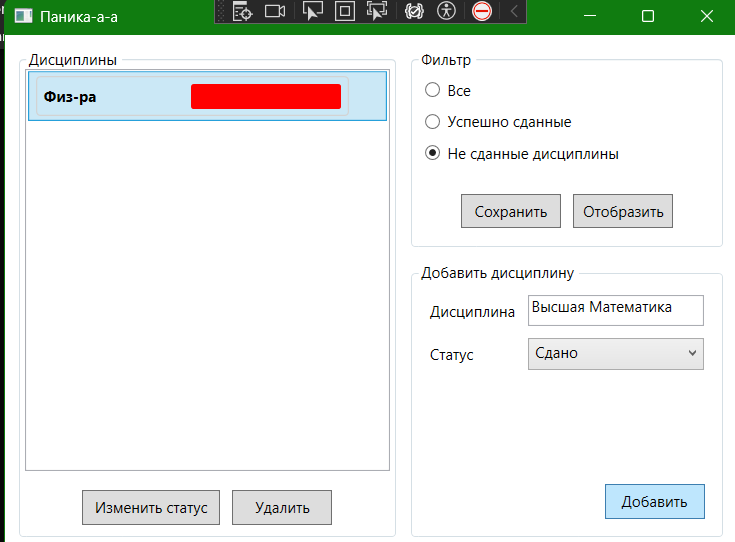 Паника-а-а
Дисциплины
Физ-ра
Изменить статус
Удалить
Фильтр
Все
Успешно сданные
Не сданные дисциплины
Сохранить
Отобразить
Добавить дисциплину
Дисциплина
Высшая Математика
Статус
Сдано
Добавить